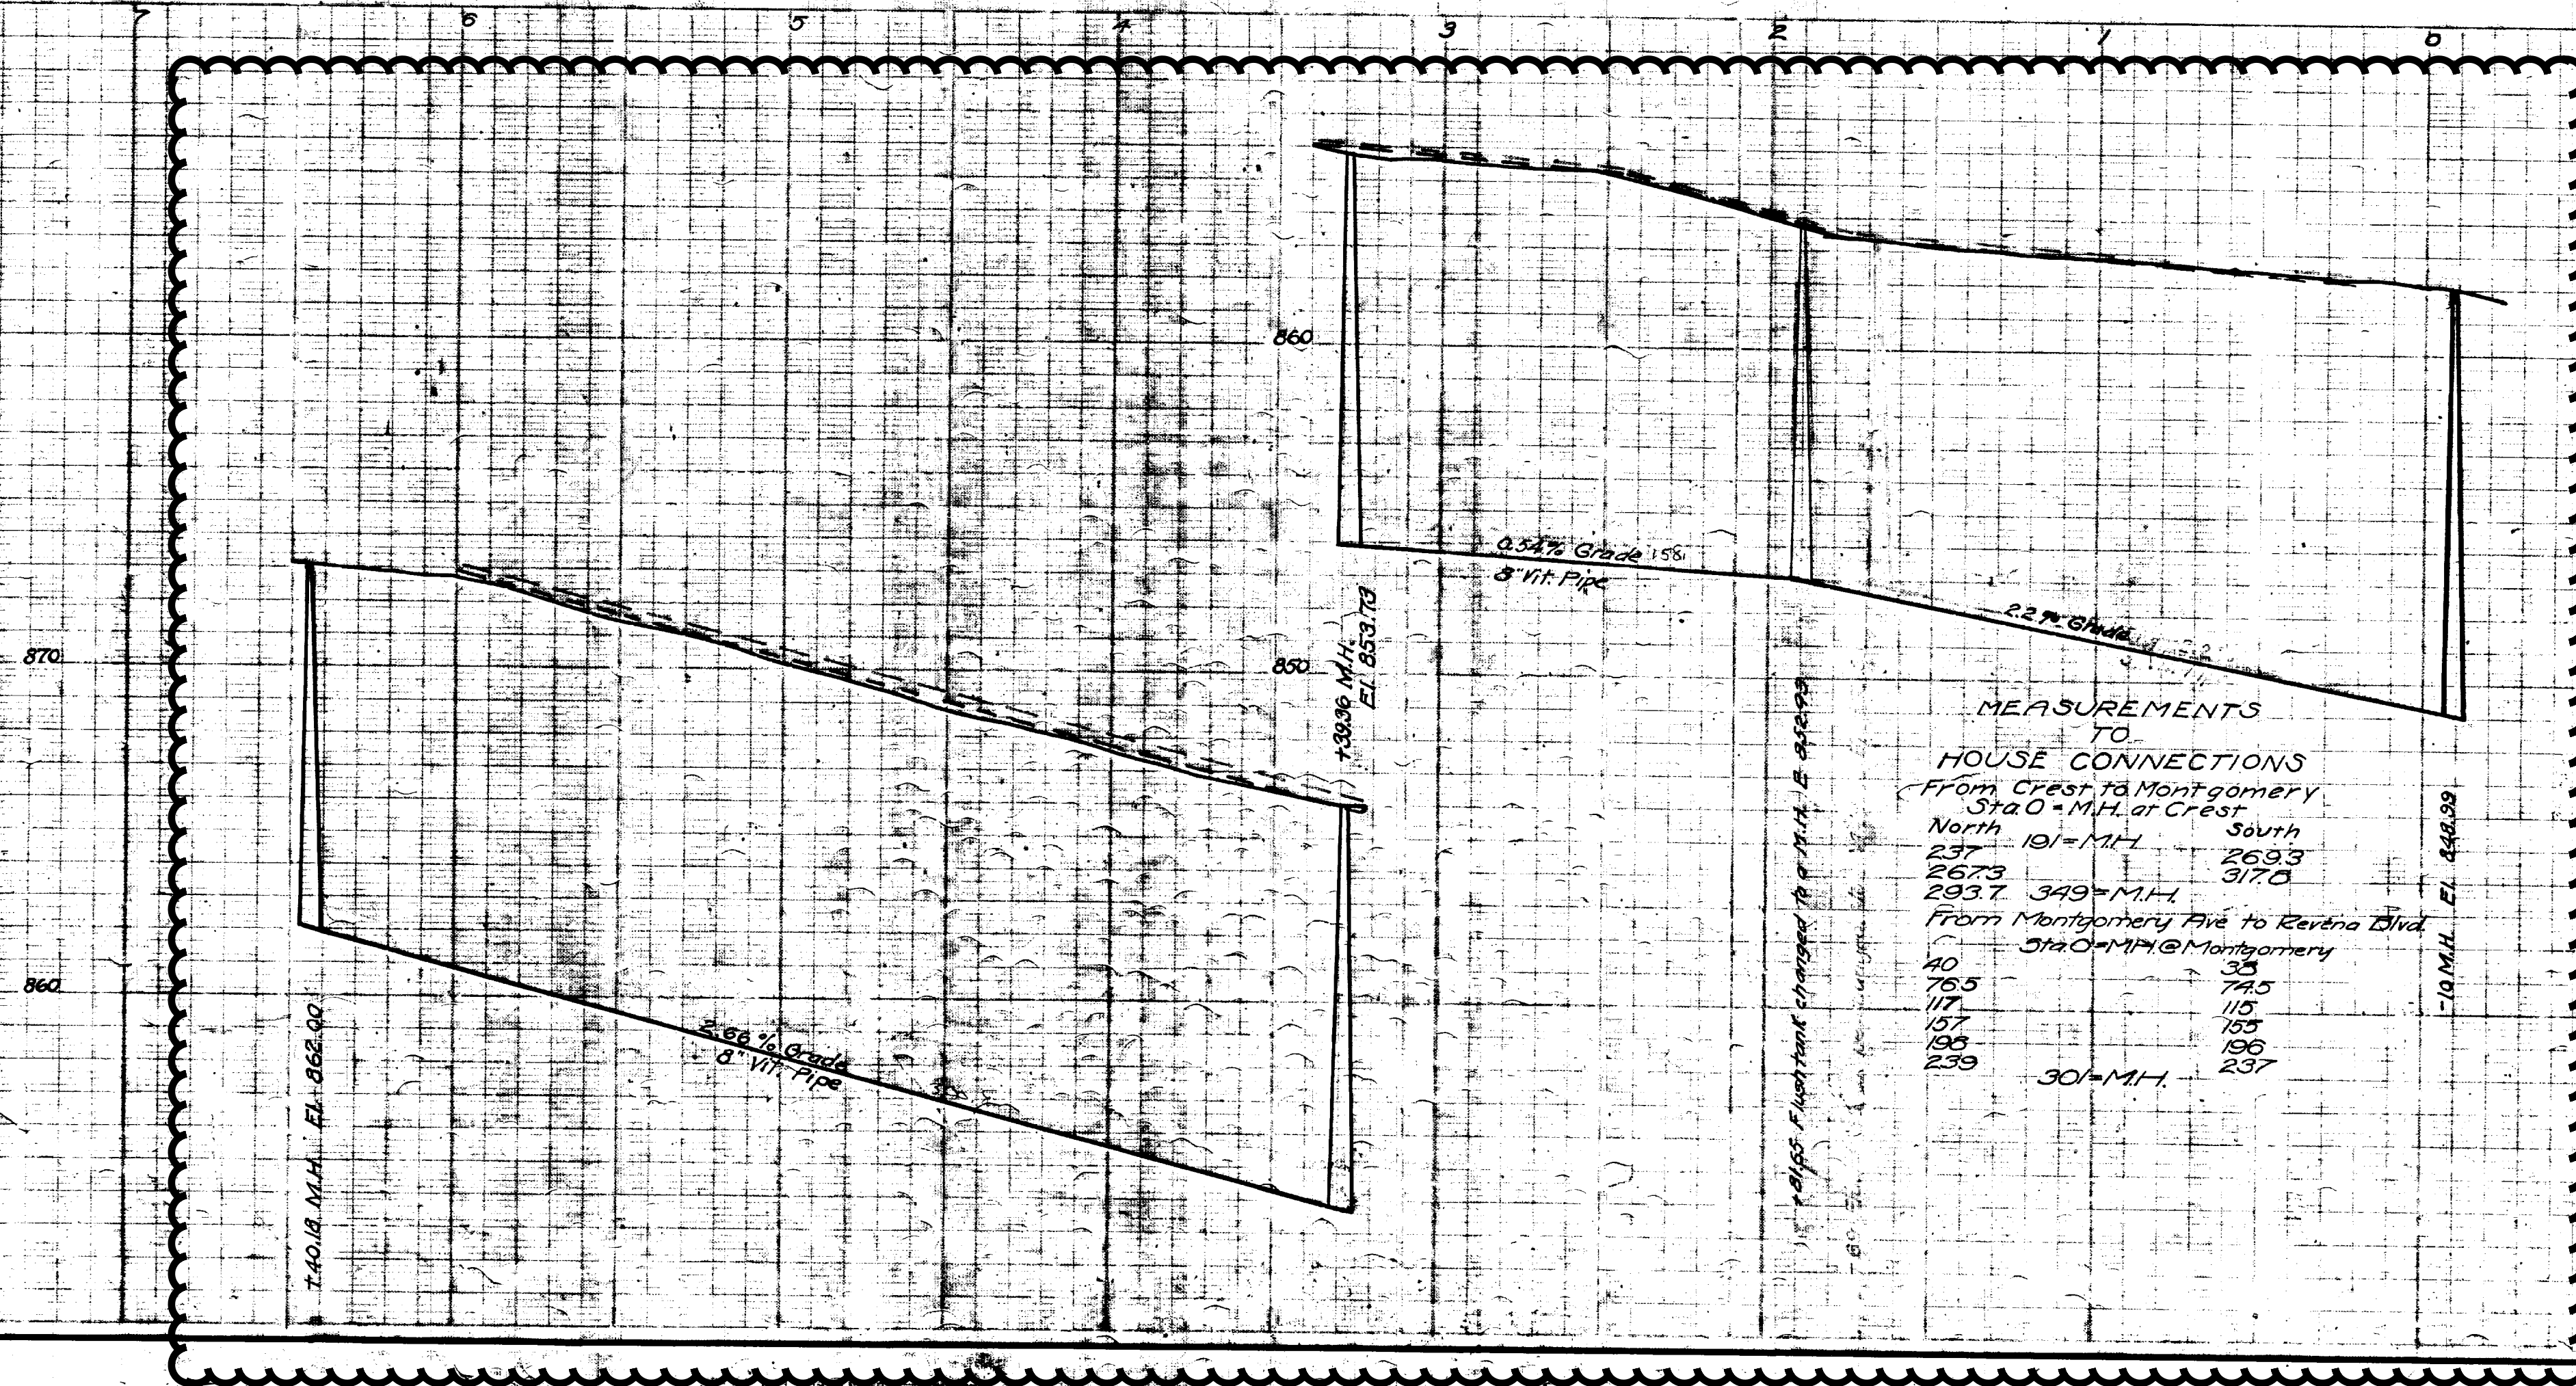 7 6 5 4 3 2 1 0
860
850
870
860
0.54% Grade 158
8" Vit. Pipe
2.2% Grade
2.66% Grade
8" Vit. Pipe
+40.18 M.H. El. 862.00
+39.36 M.H.
El. 853.73
+81.65 Flush tank changed to a M.H. El. 852.99
-10 M.H. El. 848.99
MEASUREMENTS
TO
HOUSE CONNECTIONS
From Crest to Montgomery
Sta. 0 = M.H. at Crest
North South
191=M.H.
237 269.3
267.3 317.8
293.7 349=M.H.
From Montgomery Ave to Revena Blvd.
Sta. 0=M.H.@Montgomery
40 38
76.5 74.5
117 115
157 155
198 196
239 237
301=M.H.